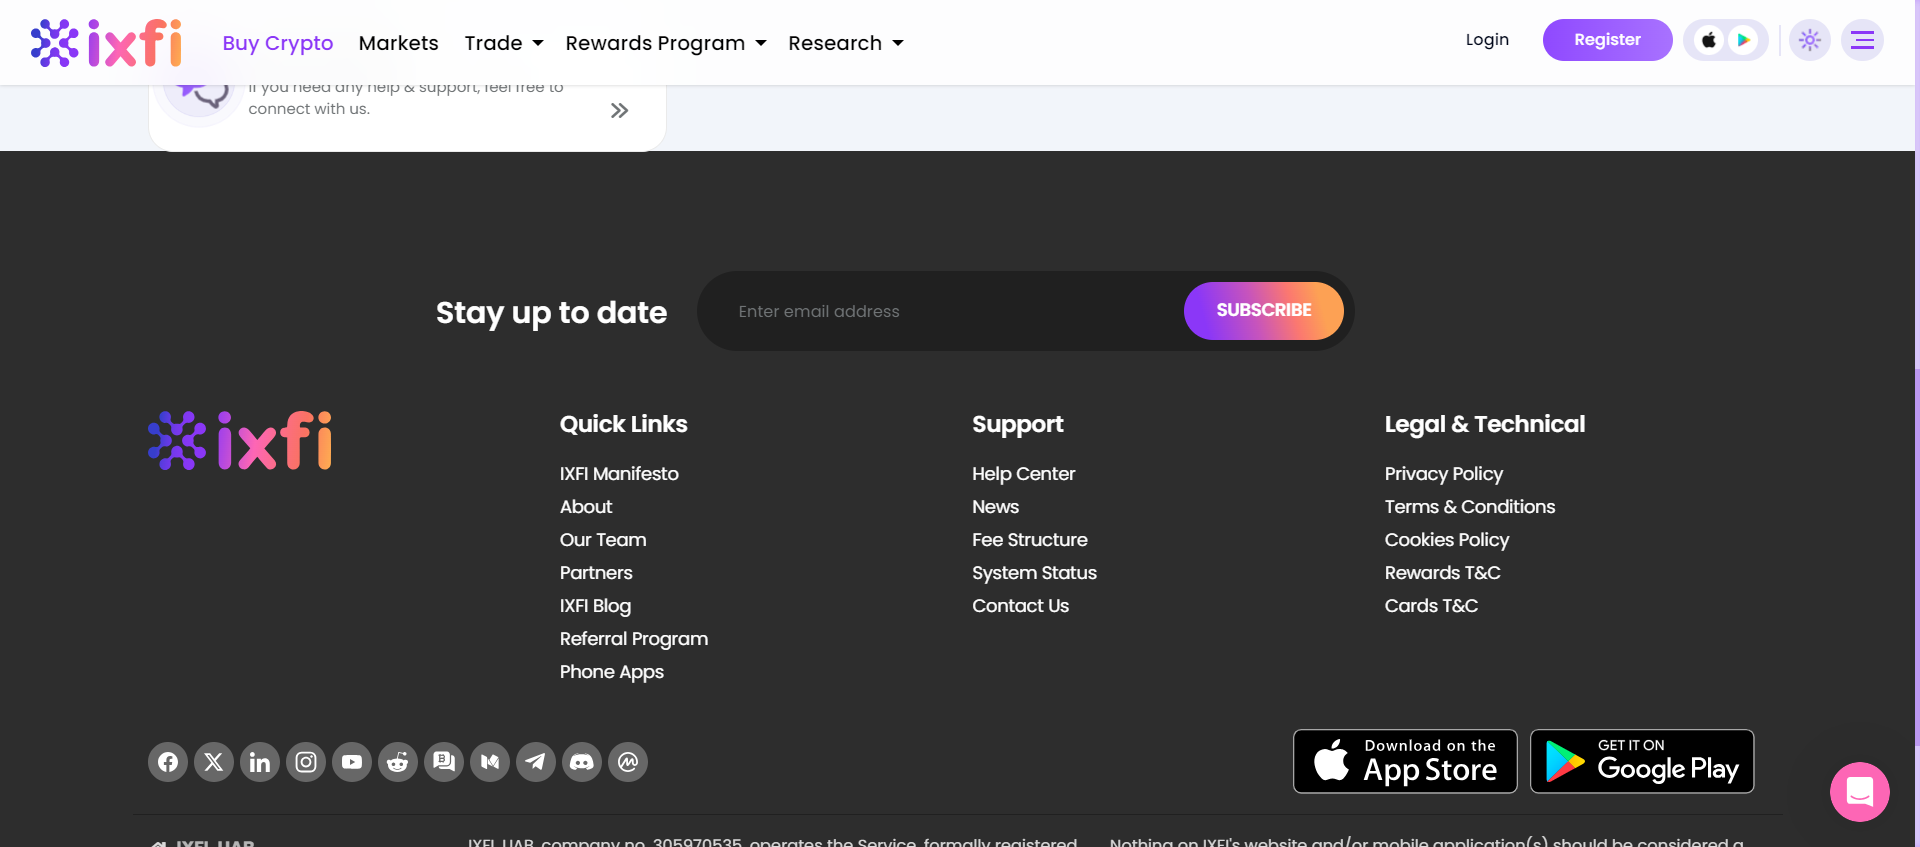 ixfi
Buy Crypto
Markets
Trade
Rewards Program
Research
Login
Register
If you need any help & support, feel free to
connect with us.
Stay up to date
Enter email address
SUBSCRIBE
ixfi
Quick Links
IXFI Manifesto
About
Our Team
Partners
IXFI Blog
Referral Program
Phone Apps
Support
Help Center
News
Fee Structure
System Status
Contact Us
Legal & Technical
Privacy Policy
Terms & Conditions
Cookies Policy
Rewards T&C
Cards T&C
Download on the
App Store
GET IT ON
Google Play
IXFI UAB
IXFI UAB, company no. 305970535, operates the Service, formally registered
Nothing on IXFI's website and/or mobile application(s) should be considered a